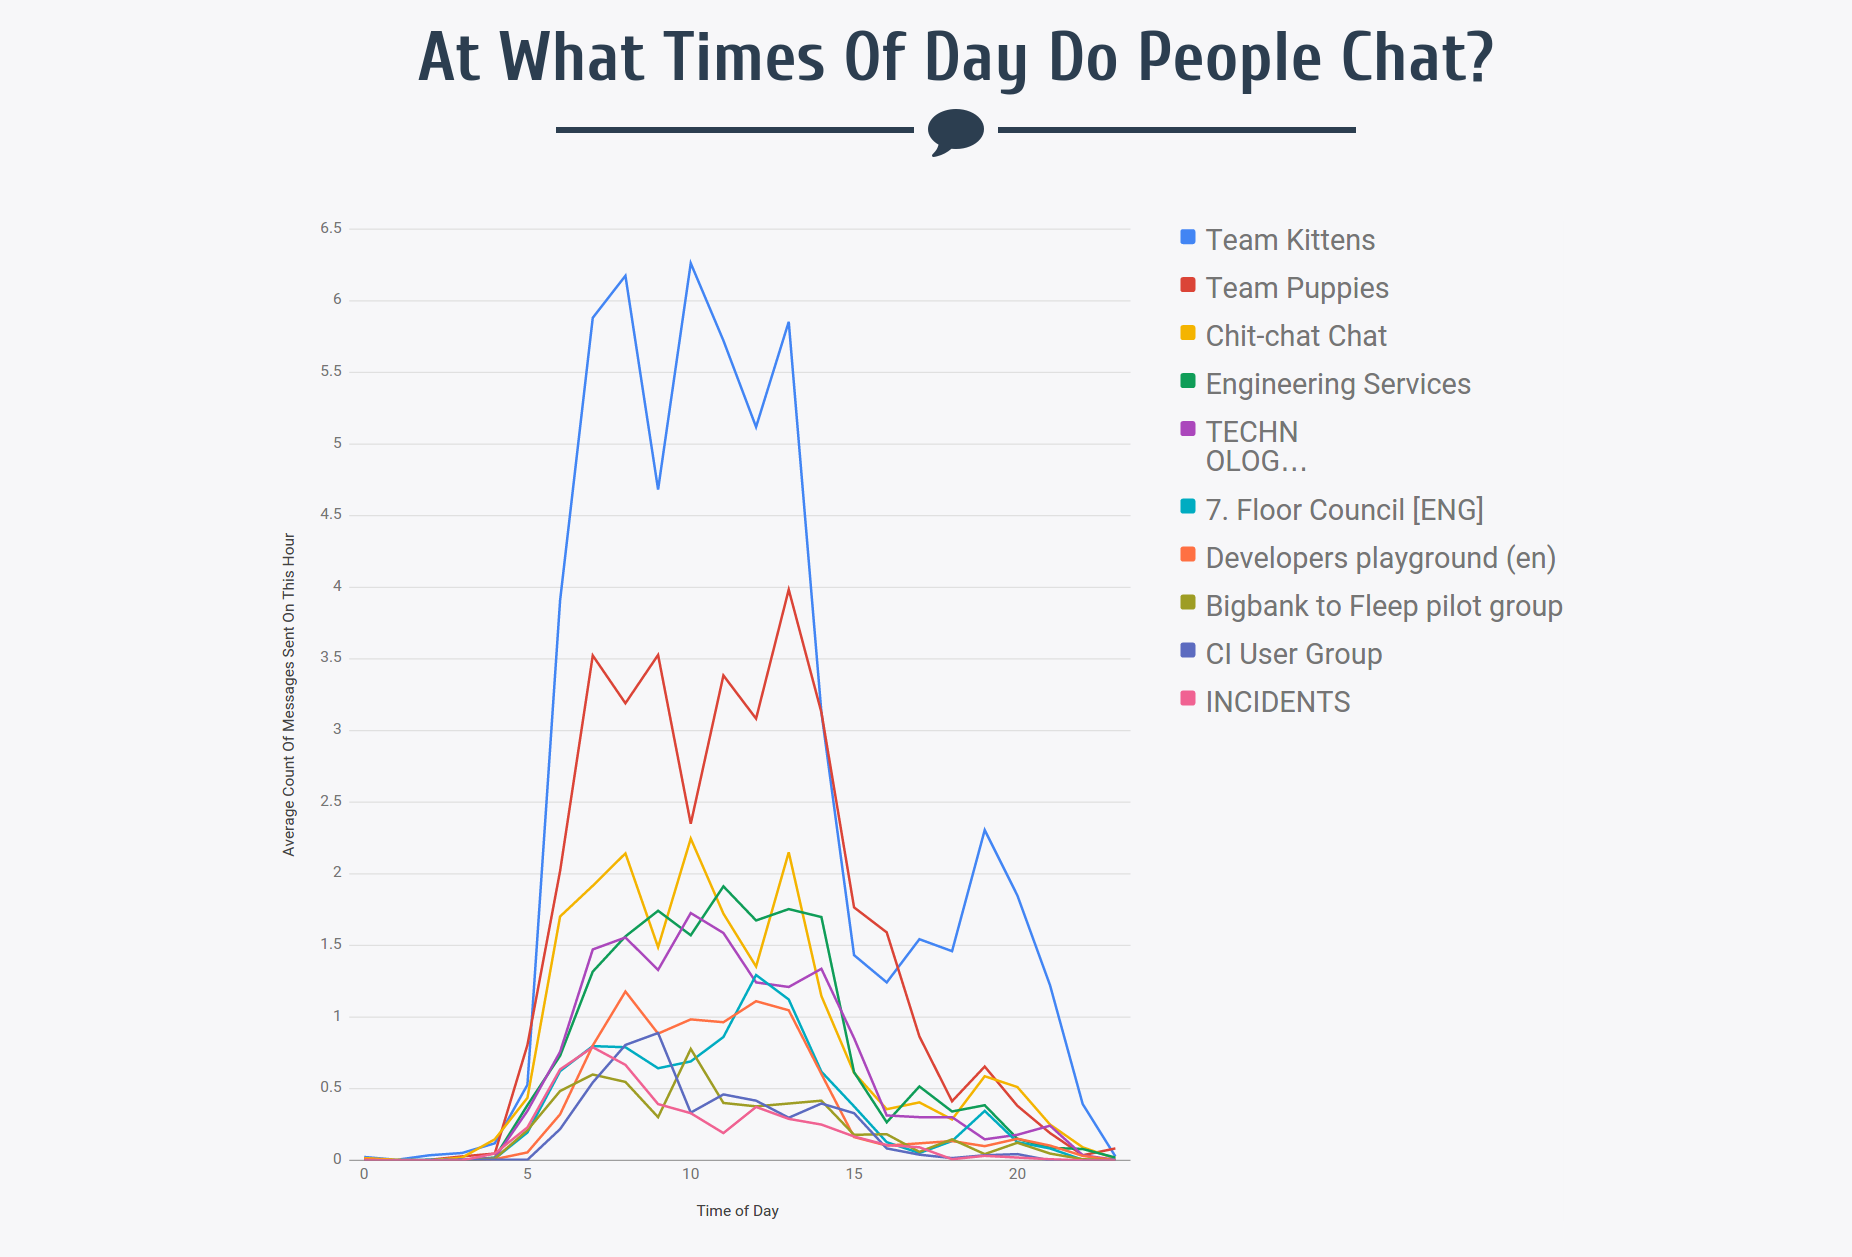 At What Times Of Day Do People Chat?
6.5
6
5.5
5
4.5
4
3.5
3
2.5
2
1.5
1
0.5
0
Average Count Of Messages Sent On This Hour
0 5 10 15 20
Time of Day
Team Kittens
Team Puppies
Chit-chat Chat
Engineering Services
TECHN
OLOG...
7. Floor Council [ENG]
Developers playground (en)
Bigbank to Fleep pilot group
CI User Group
INCIDENTS